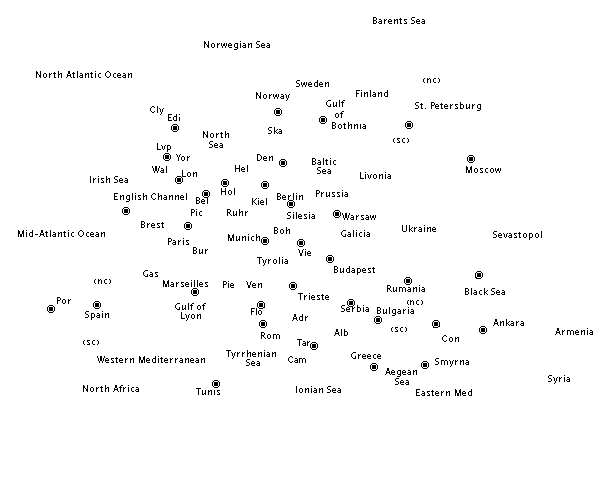 Barents Sea
Norwegian Sea
North Atlantic Ocean
Sweden
(nc)
Finland
Norway
Gulf
of
Bothnia
St. Petersburg
Cly
Edi
Ska
North
Sea
(sc)
Lvp
Yor
Den
Baltic
Sea
Wal
Lon
Hel
Livonia
Moscow
Irish Sea
English Channel
Bel
Hol
Kiel
Berlin
Prussia
Pic
Ruhr
Silesia
Warsaw
Brest
Mid-Atlantic Ocean
Paris
Munich
Boh
Galicia
Ukraine
Sevastopol
Bur
Vie
Tyrolia
Budapest
Gas
(nc)
Marseilles
Pie
Ven
Rumania
Black Sea
Por
Spain
Gulf of
Lyon
Flo
Trieste
Serbia
(nc)
Bulgaria
Adr
(sc)
Ankara
Armenia
Rom
Alb
Con
(sc)
Tar
Western Mediterranean
Tyrrhenian
Sea
Cam
Greece
Smyrna
Aegean
Sea
Syria
North Africa
Tunis
Ionian Sea
Eastern Med